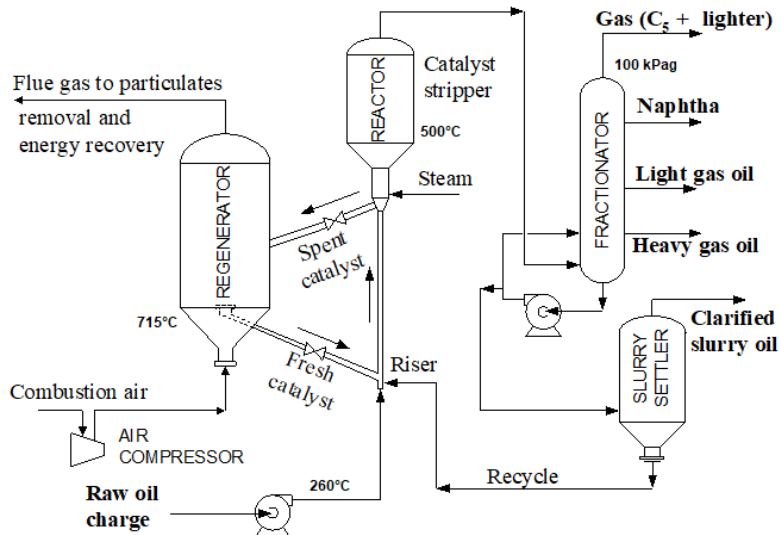 Gas (C5 + lighter)
100 kPag
Flue gas to particulates
removal and
energy recovery
REACTOR
Catalyst
stripper
500°C
Naphtha
Light gas oil
Heavy gas oil
FRACTIONATOR
Steam
REGENERATOR
Spent
catalyst
715°C
Fresh
catalyst
Riser
Clarified
slurry oil
SLURRY
SETTLER
Combustion air
AIR
COMPRESSOR
Raw oil
charge
260°C
Recycle